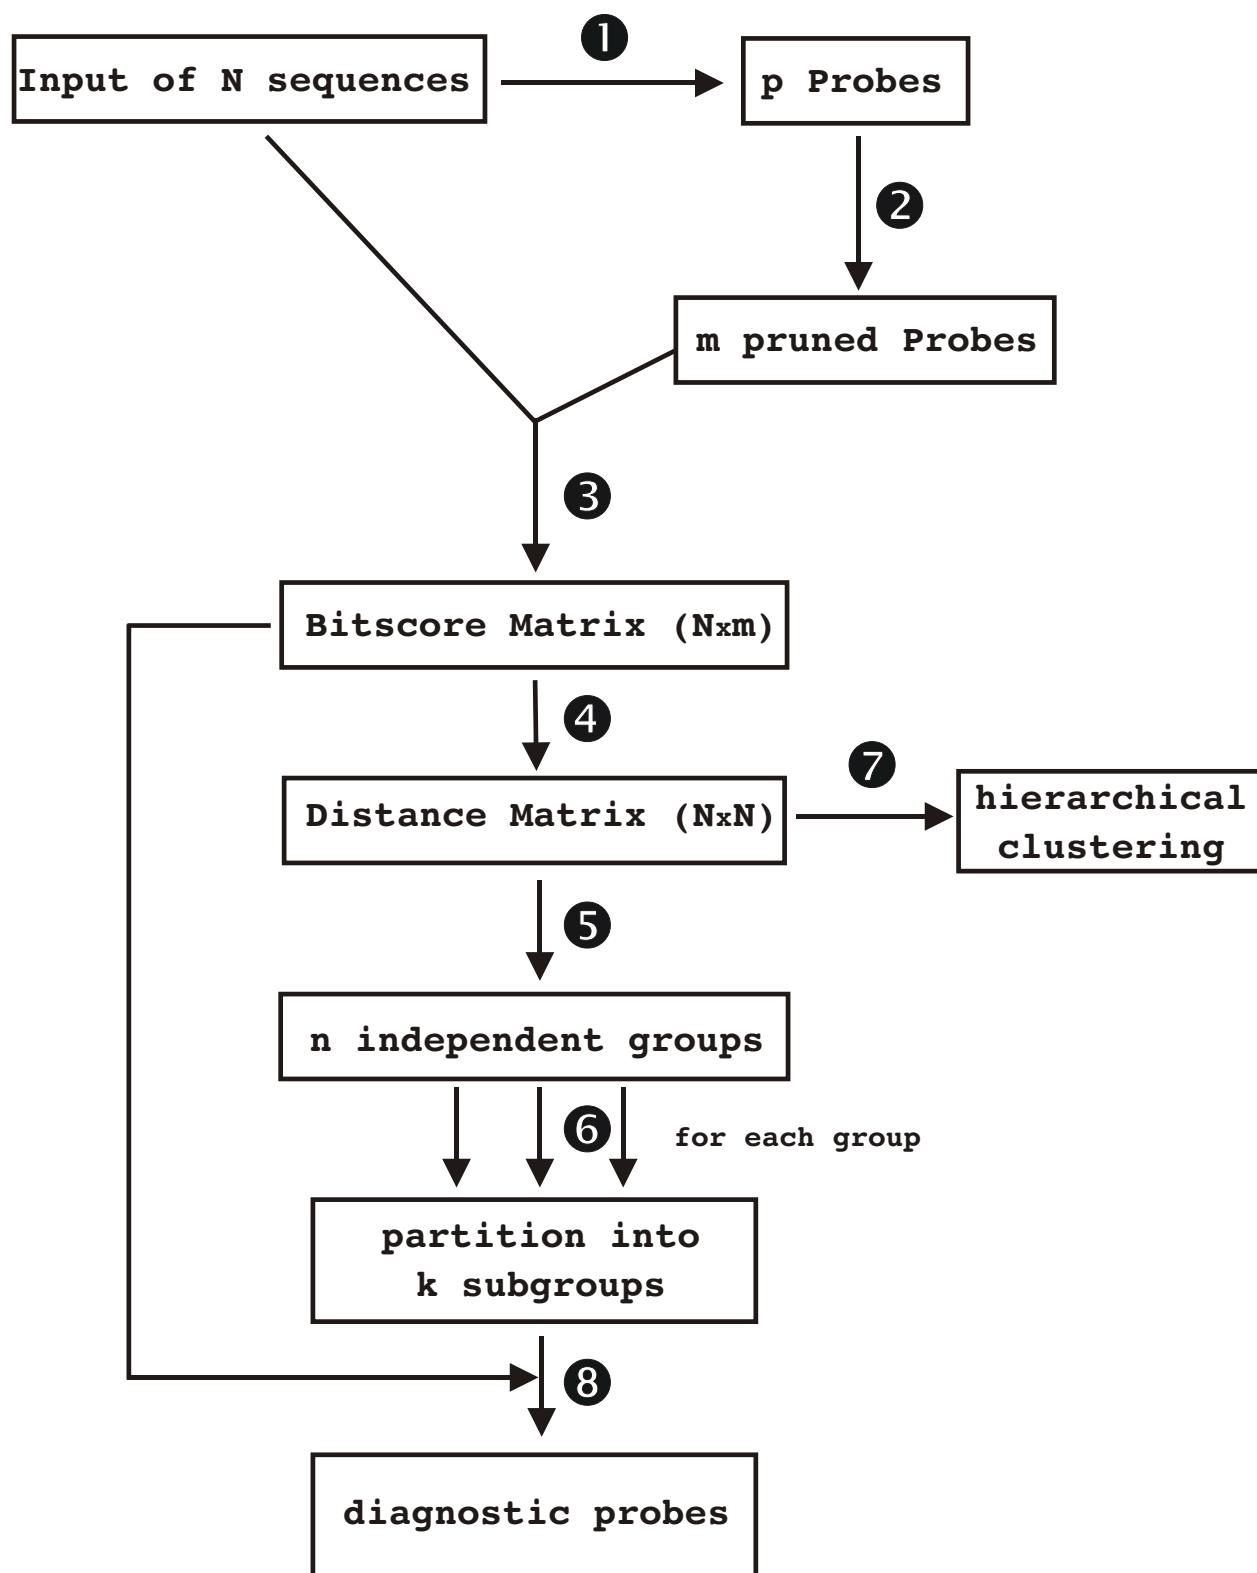 1
Input of N sequences
p Probes
2
m pruned Probes
3
Bitscore Matrix (Nxm)
4
7
Distance Matrix (NxN)
hierarchical
clustering
5
n independent groups
6
for each group
partition into
k subgroups
8
diagnostic probes